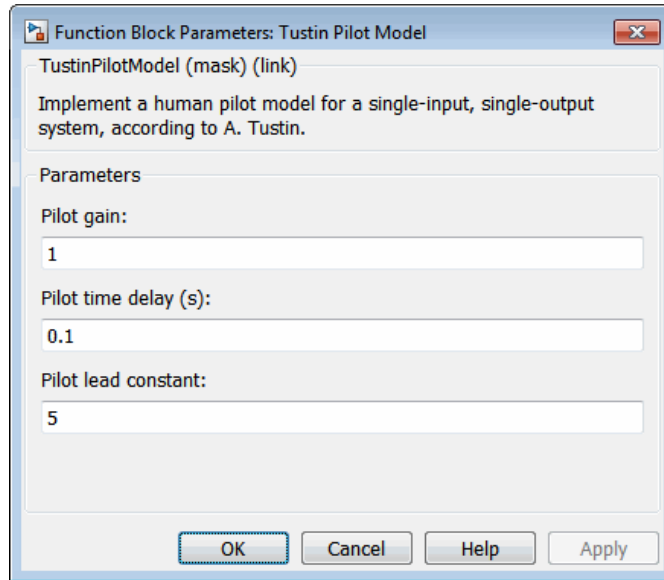 Function Block Parameters: Tustin Pilot Model
TustinPilotModel (mask) (link)
Implement a human pilot model for a single-input, single-output
system, according to A. Tustin.
Parameters
Pilot gain:
1
Pilot time delay (s):
0.1
Pilot lead constant:
5
OK Cancel Help Apply